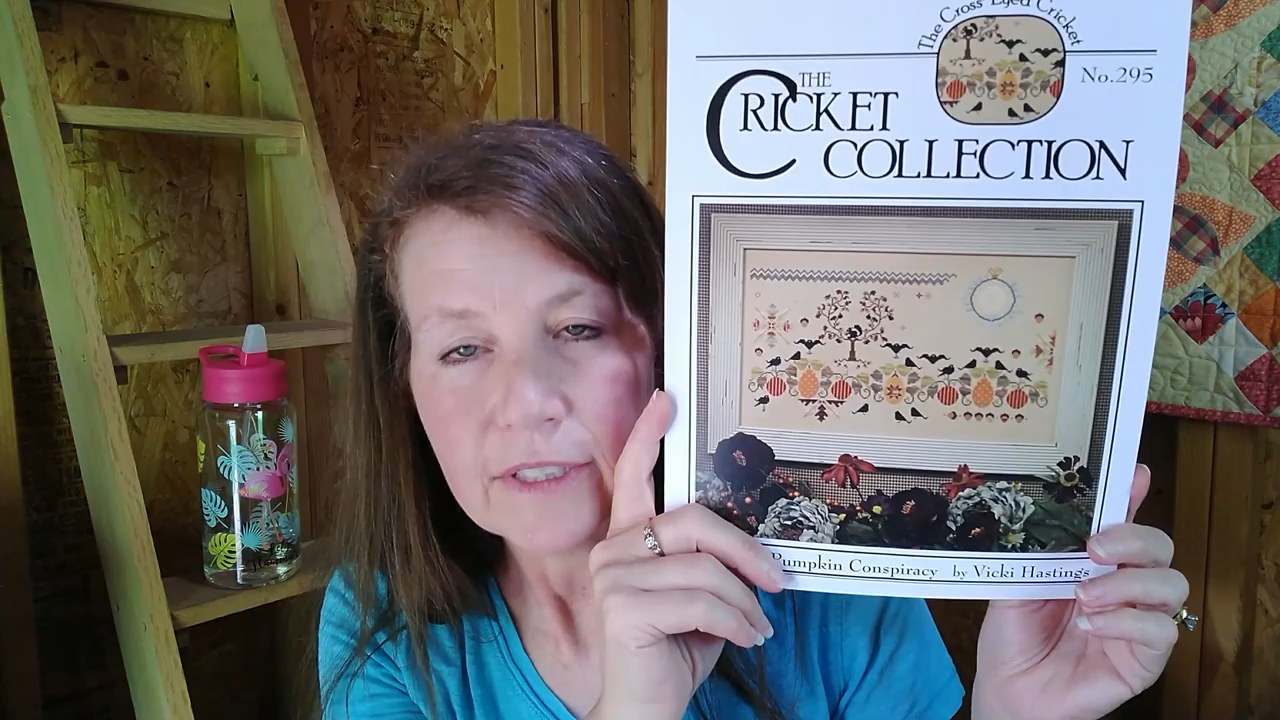 The Cross Eyed Cricket
No.295
THE
CRICKET
COLLECTION
Pumpkin Conspiracy by Vicki Hastings